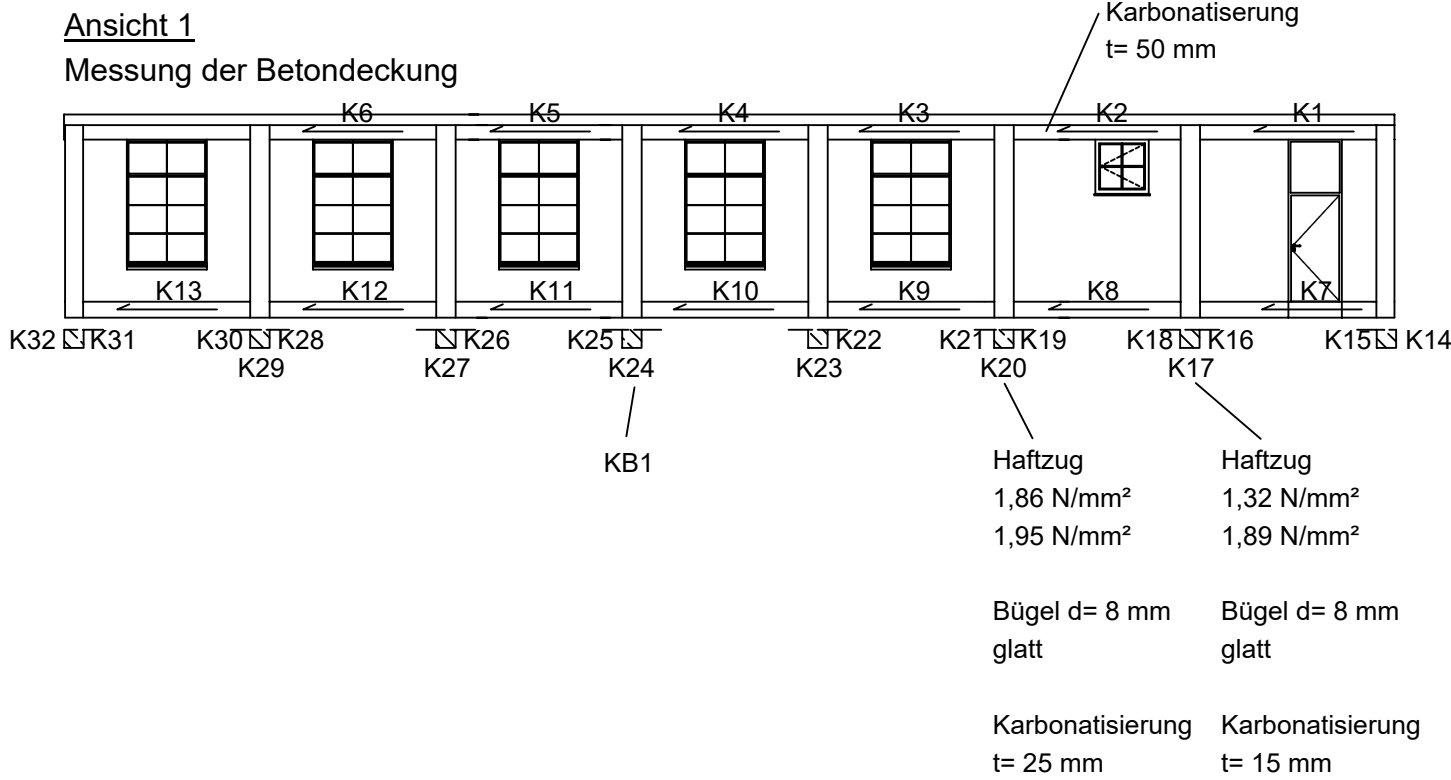 Ansicht 1
Messung der Betondeckung
Karbonatiserung
t= 50 mm
K6 K5 K4 K3 K2 K1
K13 K12 K11 K10 K9 K8 K7
K32 K31 K30 K28 K26 K25 K22 K21 K19 K18 K16 K15 K14
K29 K27 K24 K23 K20 K17
KB1
Haftzug
1,86 N/mm²
1,95 N/mm²
Bügel d= 8 mm
glatt
Karbonatisierung
t= 25 mm
Haftzug
1,32 N/mm²
1,89 N/mm²
Bügel d= 8 mm
glatt
Karbonatisierung
t= 15 mm